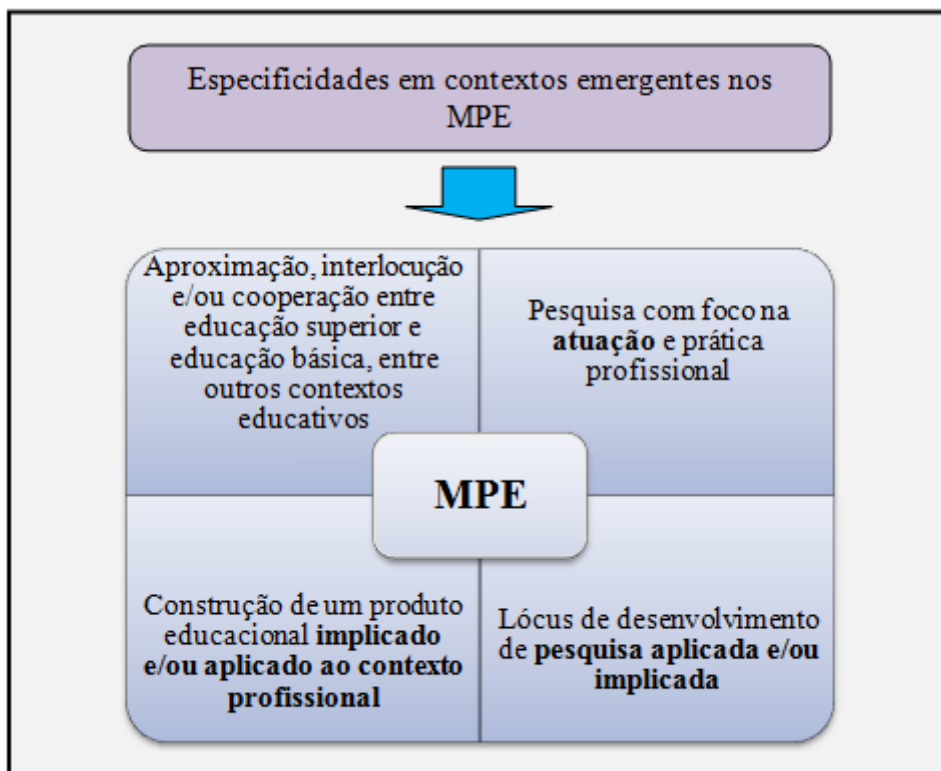 Especificidades em contextos emergentes nos
MPE
Aproximação, interlocução
e/ou cooperação entre
educação superior e
educação básica, entre
outros contextos
educativos
Pesquisa com foco na
atuação e prática
profissional
MPE
Construção de um produto
educacional implicado
e/ou aplicado ao contexto
profissional
Lócus de desenvolvimento
de pesquisa aplicada e/ou
implicada